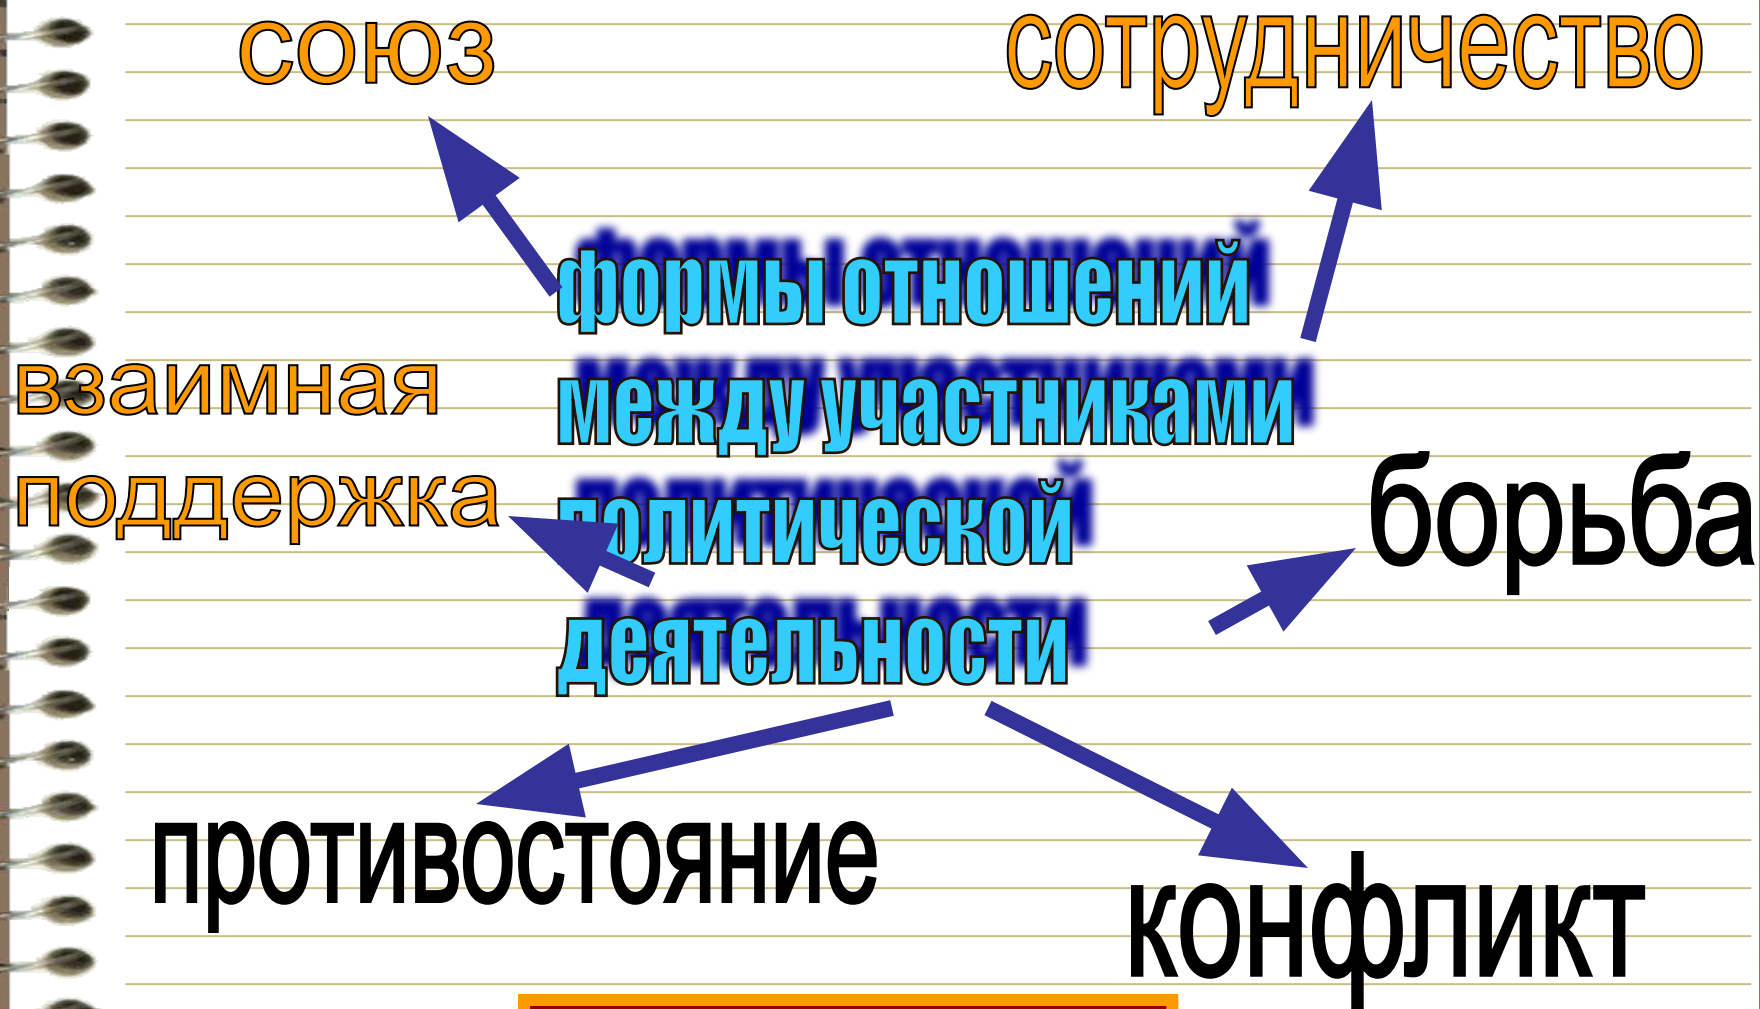 союз
сотрудничество
формы отношений
между участниками
политической
деятельности
взаимная
поддержка
борьба
противостояние
конфликт